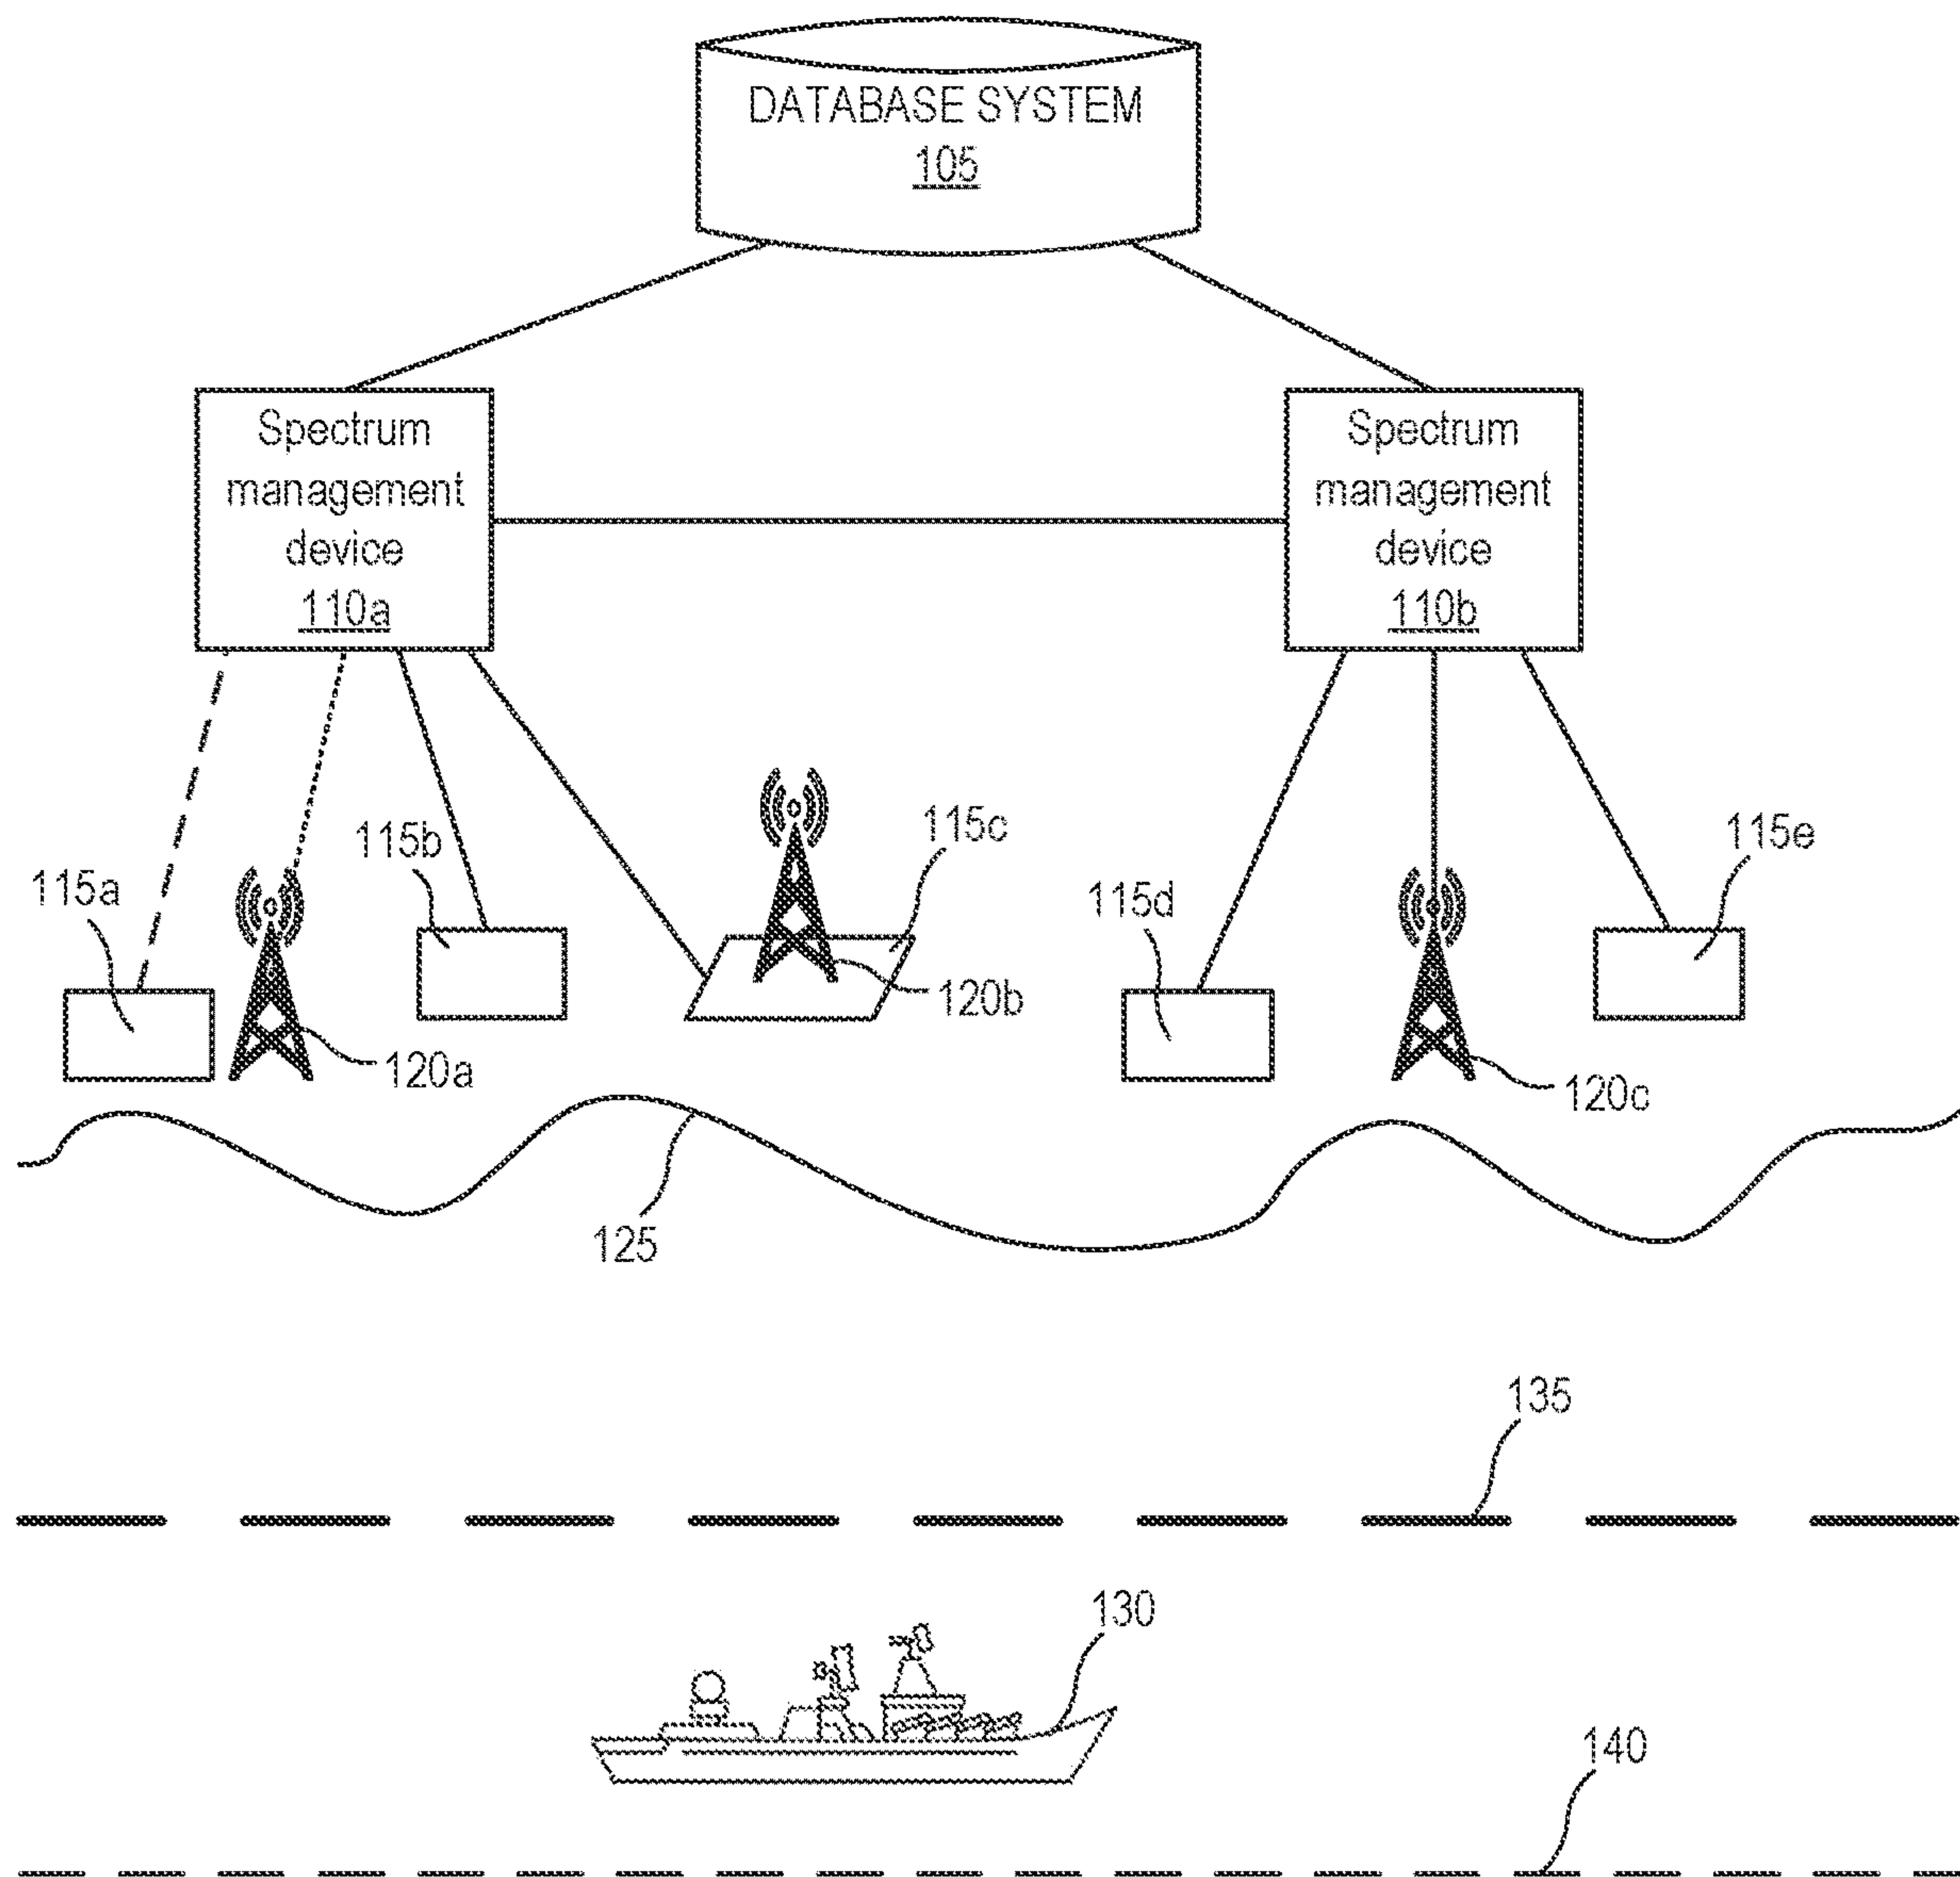 DATABASE SYSTEM
105
Spectrum
management
device
110a
Spectrum
management
device
110b
115a
115b
115c
115d
115e
120a
120b
120c
125
135
130
140